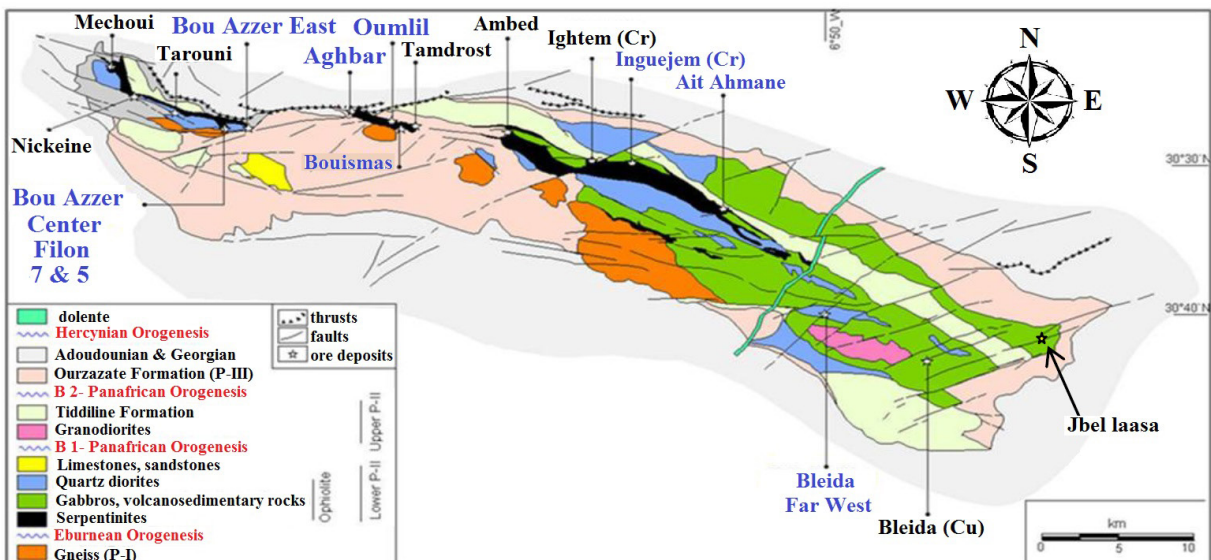 Mechoui
Bou Azzer East
Oumlil
Ambed
Tarouni
Aghbar
Tamdrost
Ightem (Cr)
Inguejem (Cr)
Ait Ahmane
6°50_W
N
W E
S
Nickeine
Bouismas
30°30´N
Bou Azzer
Center
Filon
7 & 5
30°40´N
Jbel laasa
Bleida
Far West
Bleida (Cu)
dolente
Hercynian Orogenesis
Adoudounian & Georgian
Ourzazate Formation (P-III)
B 2- Panafrican Orogenesis
Tiddiline Formation
Granodiorites
B 1- Panafrican Orogenesis
Limestones, sandstones
Quartz diorites
Gabbros, volcanosedimentary rocks
Serpentinites
Eburnean Orogenesis
Gneiss (P-I)
Ophiolite
Lower P-II
Upper P-II
thrusts
faults
ore deposits
km
0 5 10